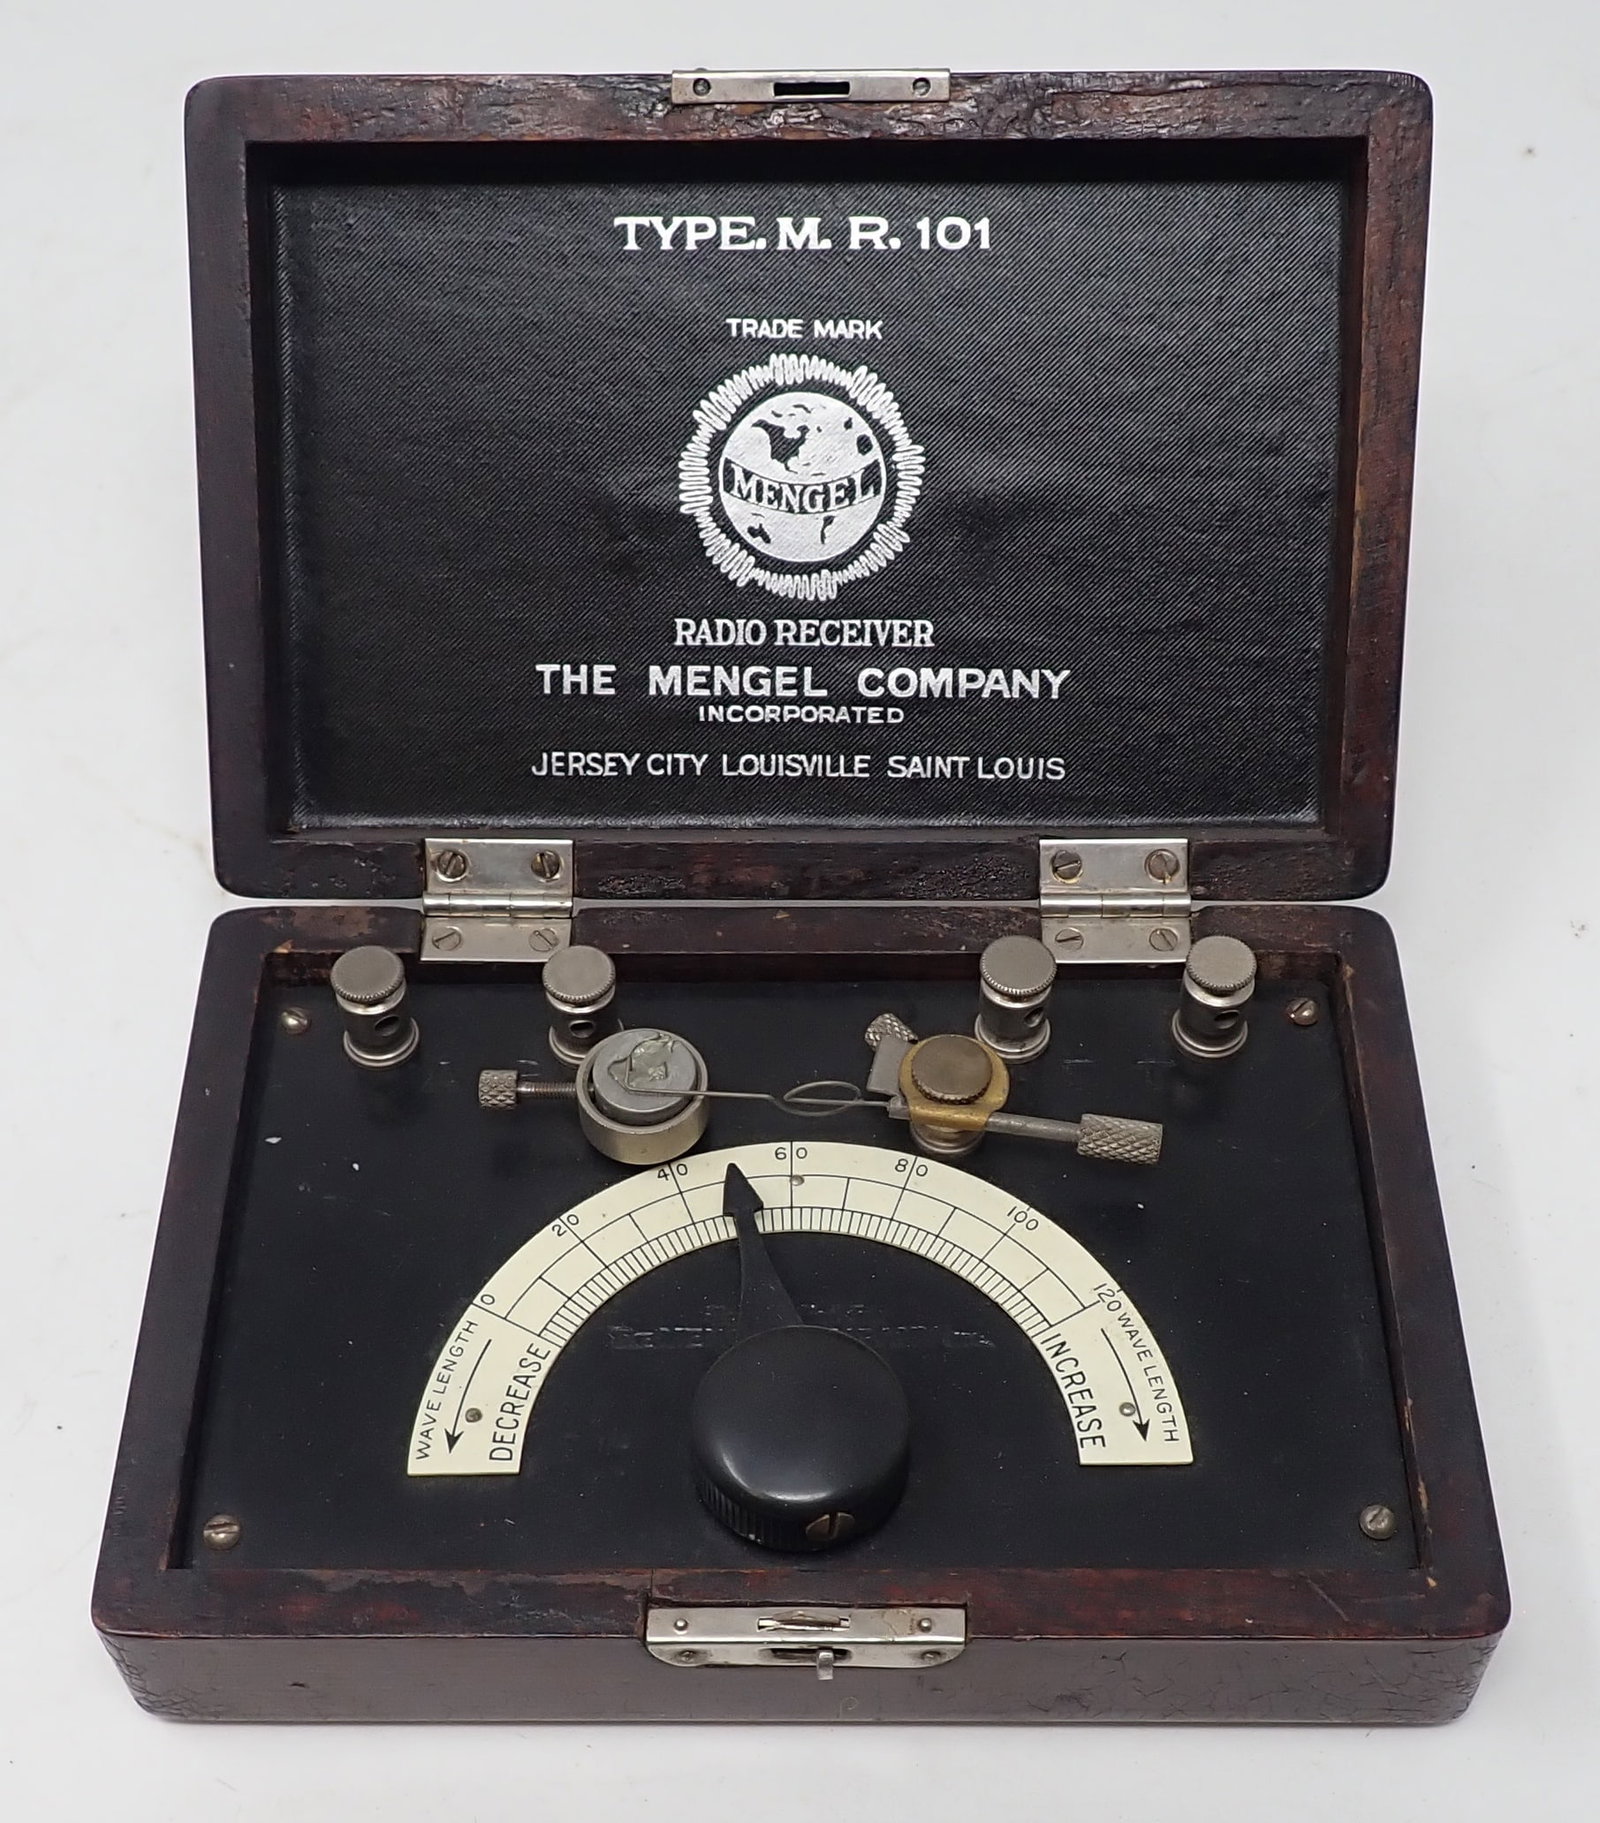 TYPE. M. R. 101
TRADE MARK
MENGEL
RADIO RECEIVER
THE MENGEL COMPANY
INCORPORATED
JERSEY CITY LOUISVILLE SAINT LOUIS
0 20 40 60 80 100 120
WAVE LENGTH
DECREASE
WAVE LENGTH
INCREASE